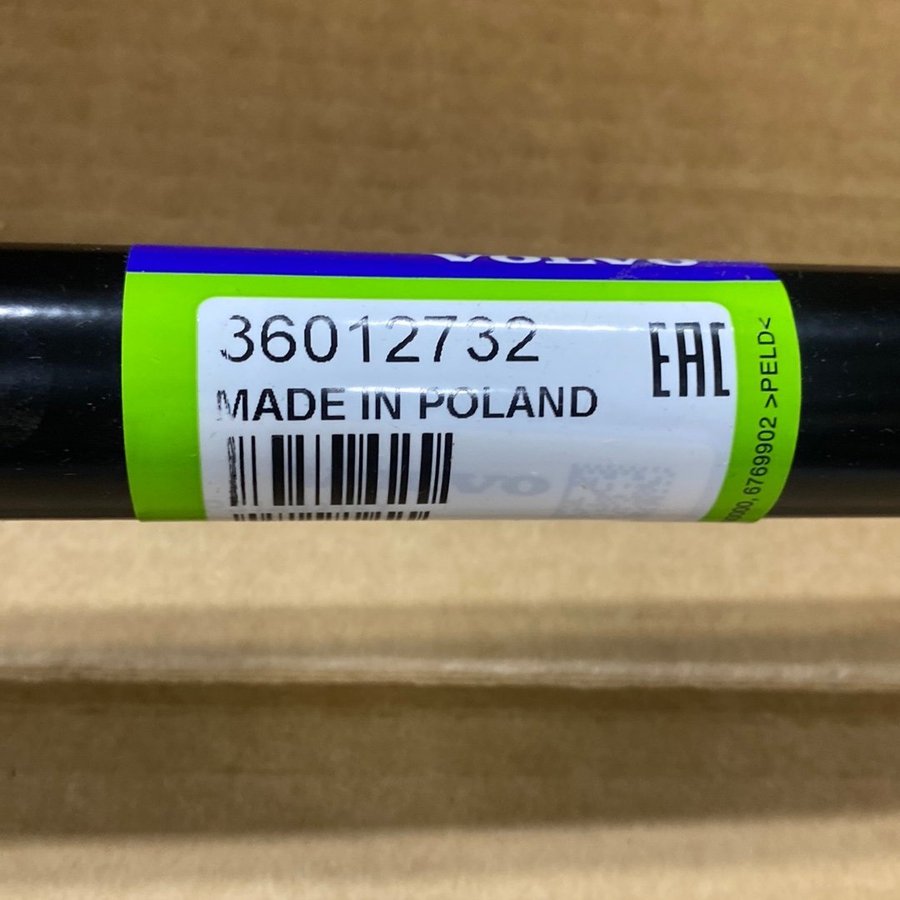 VOLVO
36012732
EAC
MADE IN POLAND
6769902 >PELD<